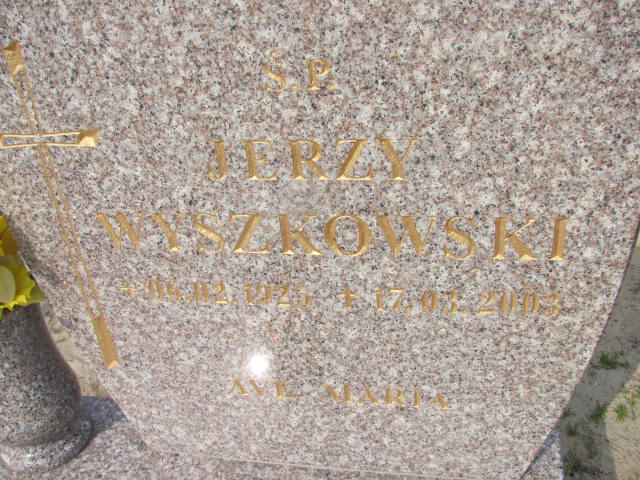 Ś.P.
JERZY
WYSZKOWSKI
+ 06.02.1925 ✝ 17.03.2003
AVE MARIA